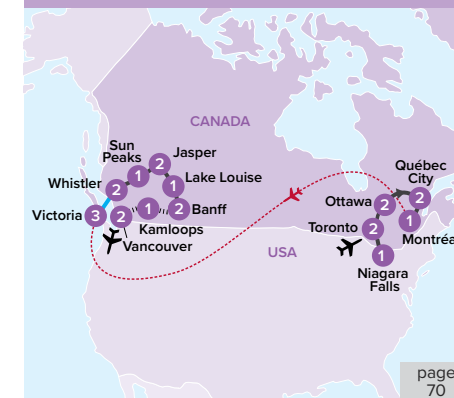 CANADA
Sun
Peaks
1
2
Jasper
1
Lake Louise
Whistler
2
Victoria
3
2
1
2
Banff
Kamloops
Vancouver
USA
Québec
City
2
Ottawa
2
1
Montréa
Toronto
2
1
Niagara
Falls
page
70